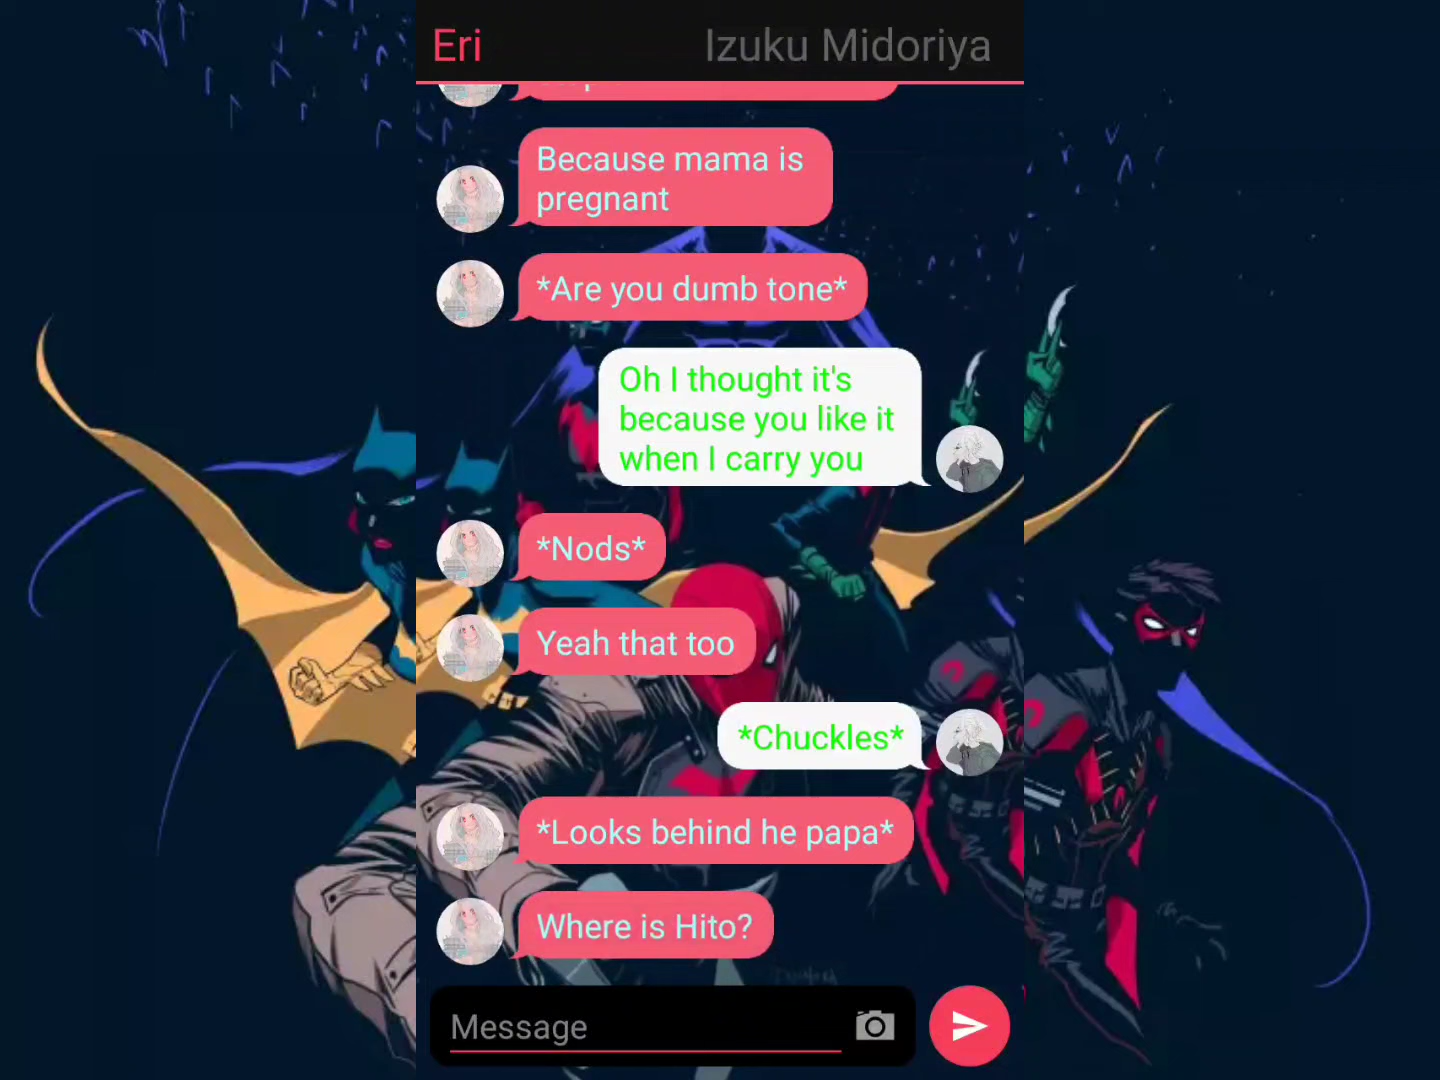 Eri
Izuku Midoriya
Because mama is
pregnant
*Are you dumb tone*
Oh I thought it's
because you like it
when I carry you
*Nods*
Yeah that too
*Chuckles*
*Looks behind he papa*
Where is Hito?
Message